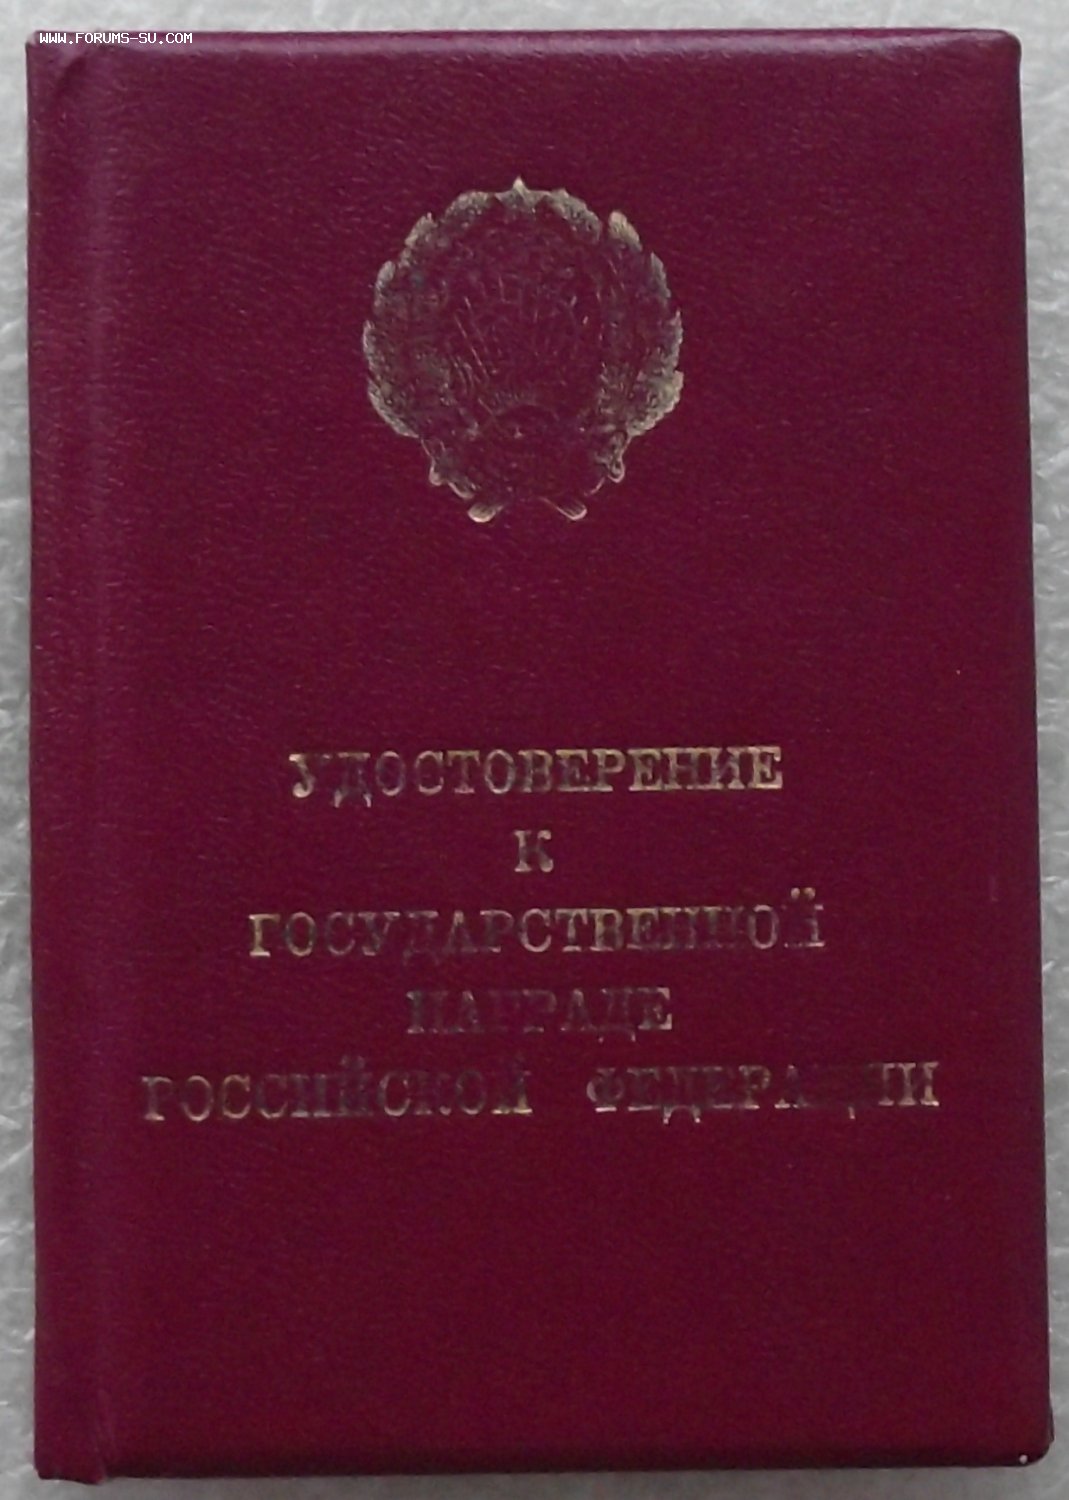 WWW.FORUMS-SU.COM
УДОСТОВЕРЕНИЕ
К
ГОСУДАРСТВЕННОЙ
НАГРАДЕ
РОССИЙСКОЙ ФЕДЕРАЦИИ